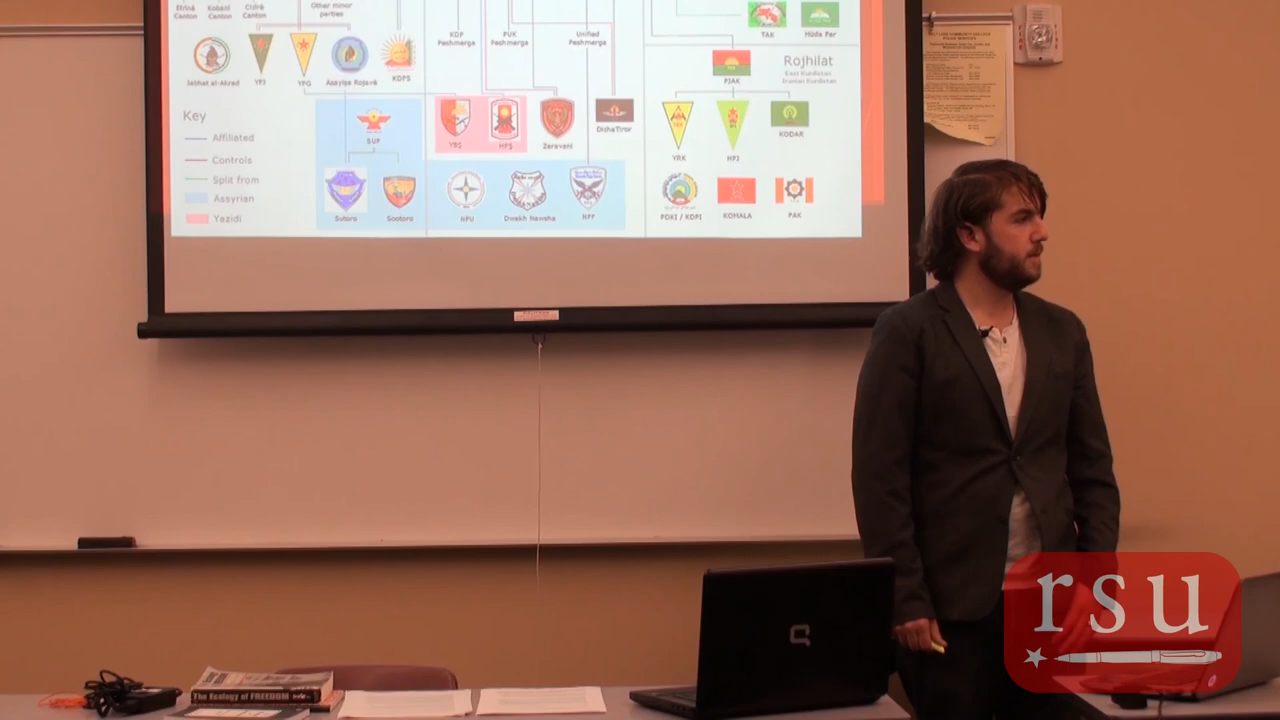 Efrînê Canton
Kobanî Canton
Cizîrê Canton
Other minor parties
KDP Peshmerga
PUK Peshmerga
Unified Peshmerga
TAK
Hüda Par
Jebhat al-Akrad
YPJ
YPG
Asayîşa Rojava
KDPS
PJAK
Rojhilat
East Kurdistan
Iranian Kurdistan
Key
Affiliated
Controls
Split from
Assyrian
Yazidi
SUP
YBŞ
HPŞ
Zeravani
DizhaTiror
YRK
HPJ
KODAR
Sutoro
Sootoro
NPU
Dwekh Nawsha
NPF
PDKI / KDPI
KOMALA
PAK
The Ecology of FREEDOM
rsu